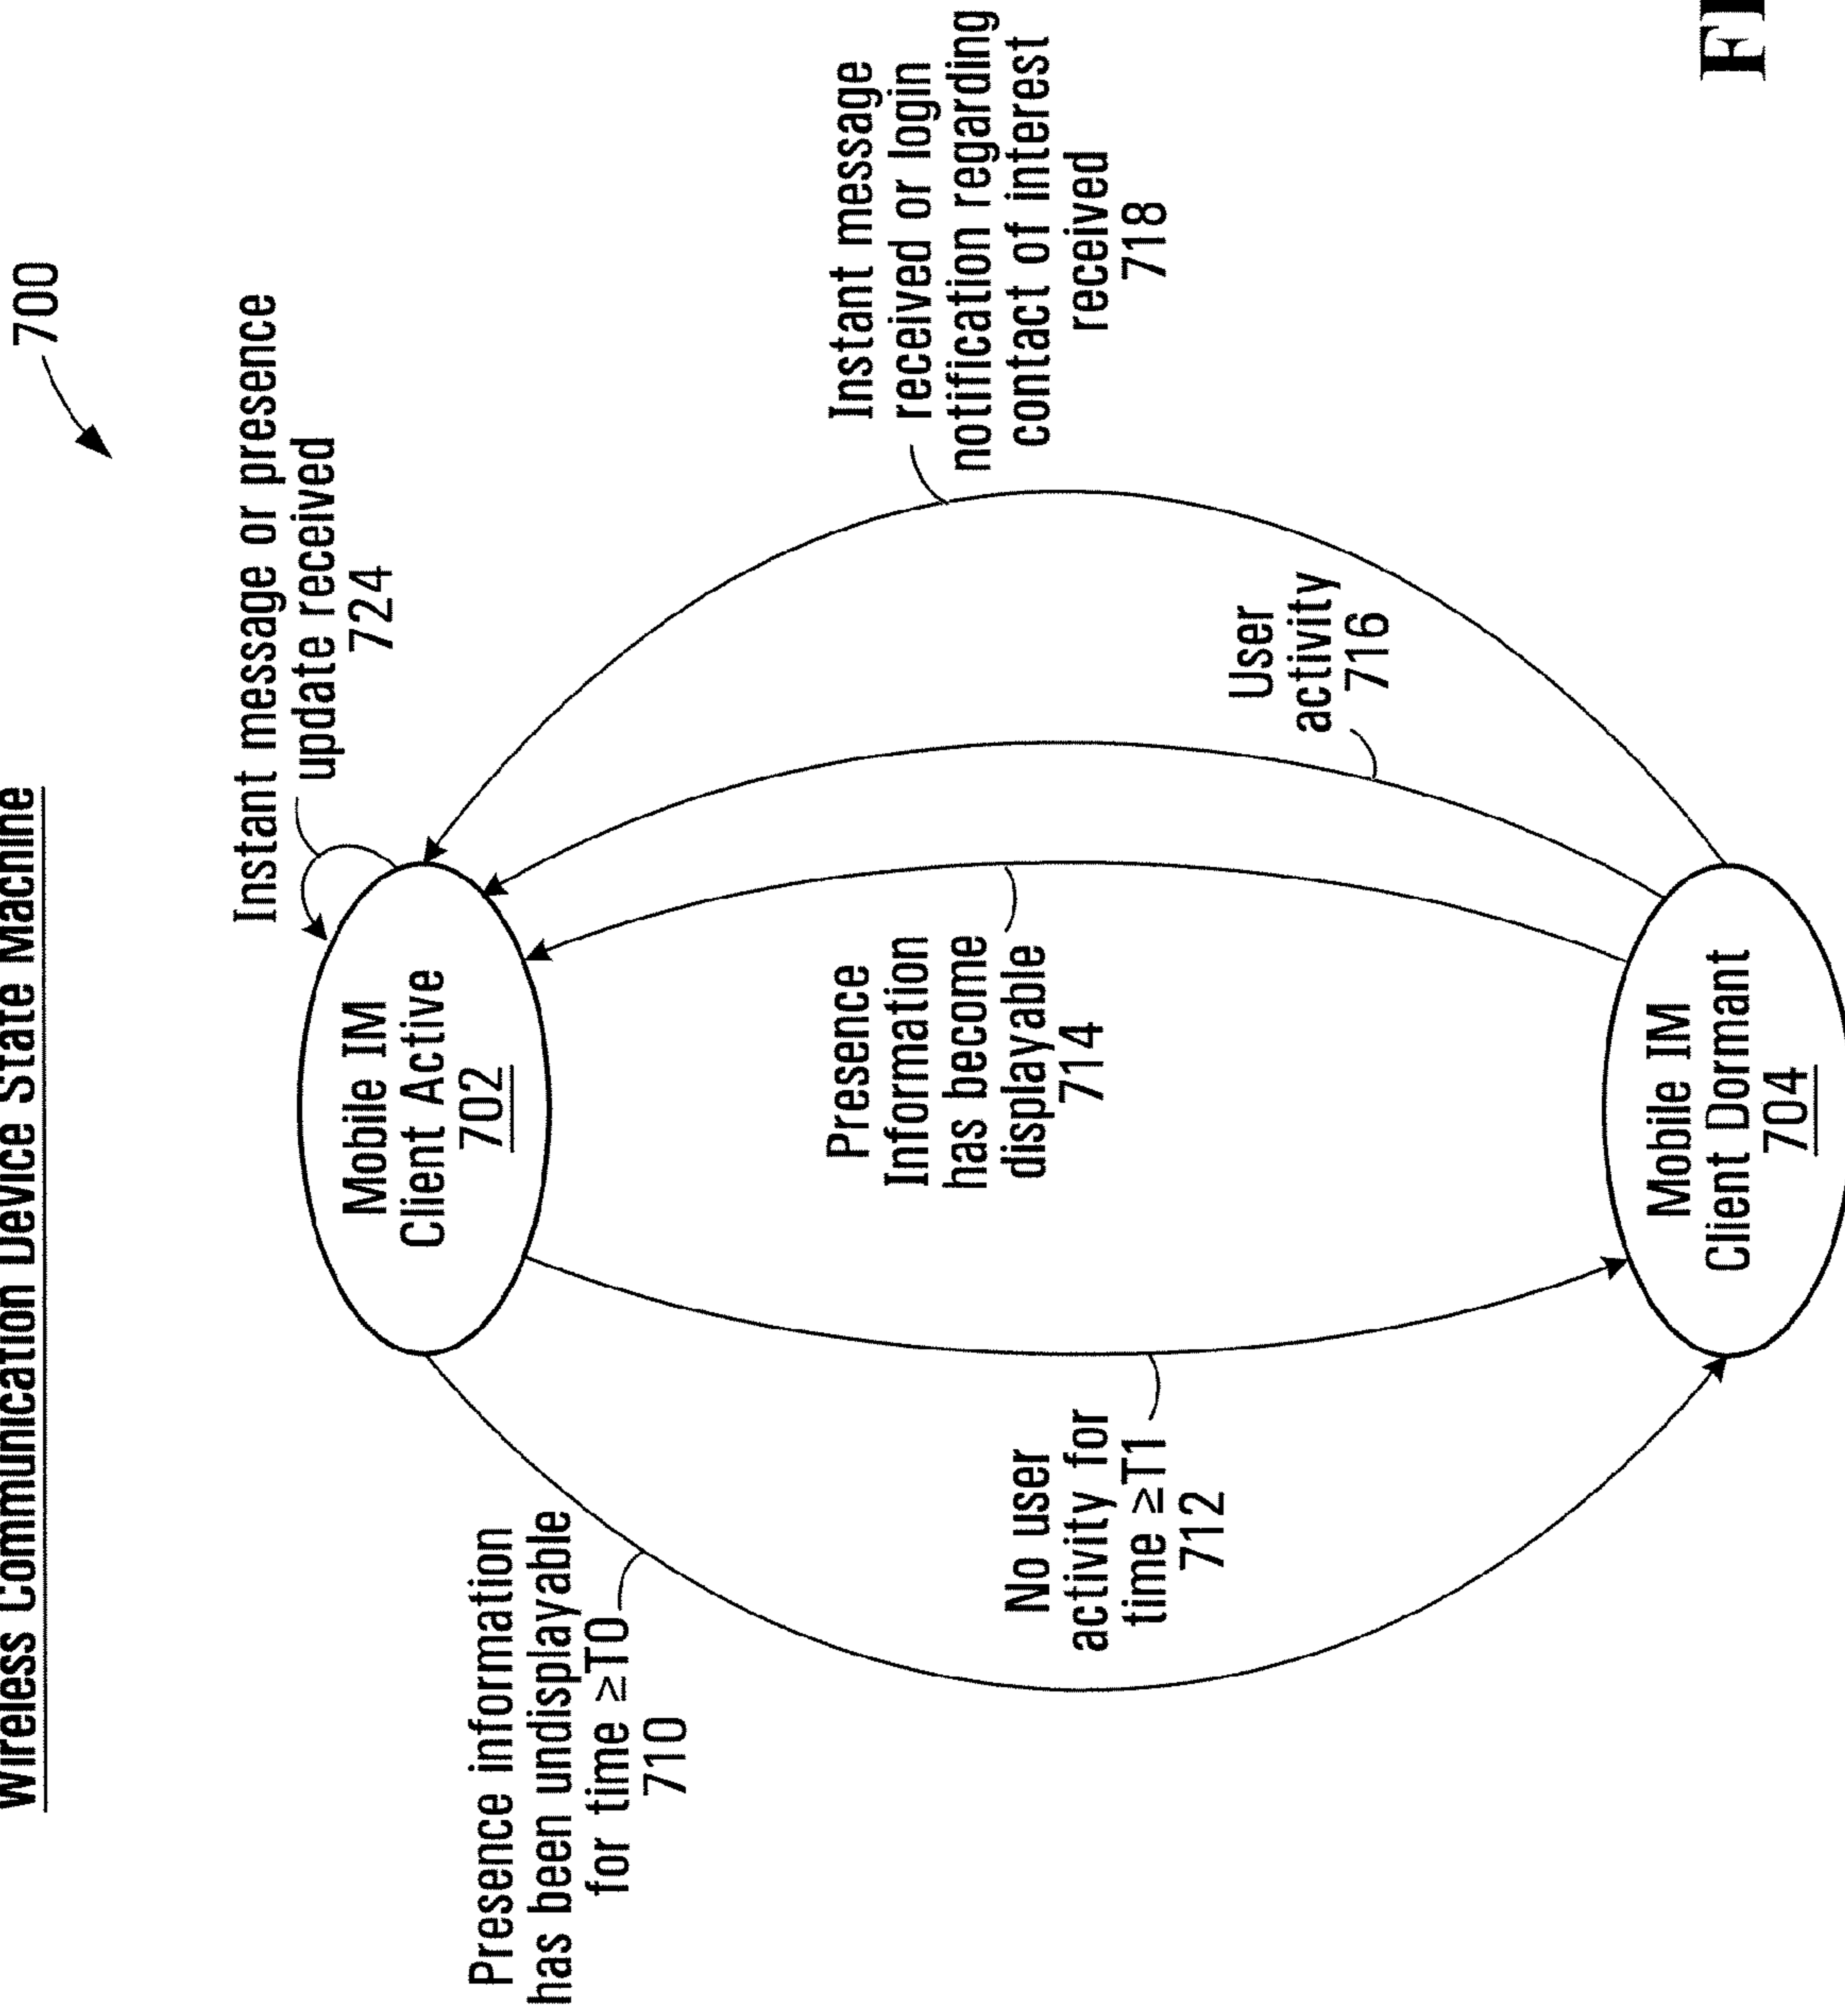 Wireless Communication Device State Machine
700
Instant message or presence
update received
724
Mobile IM
Client Active
702
Presence information
has been undisplayable
for time ≥T0
710
No user
activity for
time ≥T1
712
Presence
Information
has become
displayable
714
User
activity
716
Instant message
received or login
notification regarding
contact of interest
received
718
Mobile IM
Client Dormant
704